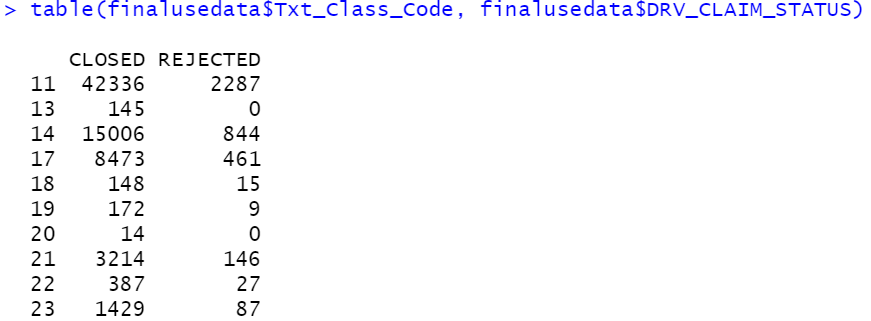 > table(finalusedata$Txt_Class_Code, finalusedata$DRV_CLAIM_STATUS)
CLOSED REJECTED
11 42336 2287
13 145 0
14 15006 844
17 8473 461
18 148 15
19 172 9
20 14 0
21 3214 146
22 387 27
23 1429 87